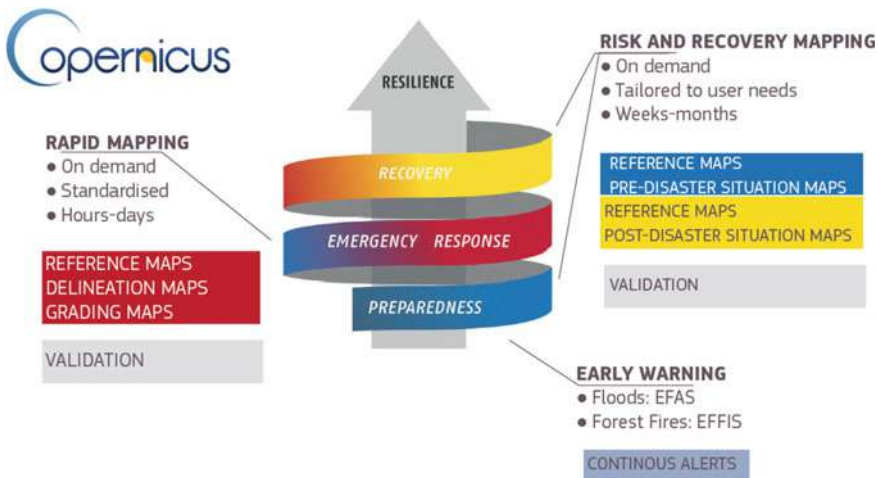 Copernicus
RISK AND RECOVERY MAPPING
● On demand
● Tailored to user needs
● Weeks-months
RESILIENCE
RAPID MAPPING
● On demand
● Standardised
● Hours-days
RECOVERY
EMERGENCY RESPONSE
PREPAREDNESS
REFERENCE MAPS
PRE-DISASTER SITUATION MAPS
REFERENCE MAPS
POST-DISASTER SITUATION MAPS
VALIDATION
REFERENCE MAPS
DELINEATION MAPS
GRADING MAPS
VALIDATION
EARLY WARNING
● Floods: EFAS
● Forest Fires: EFFIS
CONTINOUS ALERTS